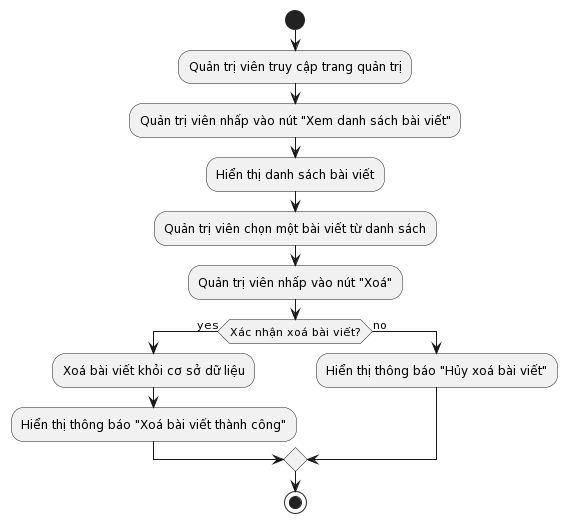 Quản trị viên truy cập trang quản trị
Quản trị viên nhấp vào nút "Xem danh sách bài viết"
Hiển thị danh sách bài viết
Quản trị viên chọn một bài viết từ danh sách
Quản trị viên nhấp vào nút "Xoá"
yes
Xác nhận xoá bài viết?
no
Xoá bài viết khỏi cơ sở dữ liệu
Hiển thị thông báo "Hủy xoá bài viết"
Hiển thị thông báo "Xoá bài viết thành công"